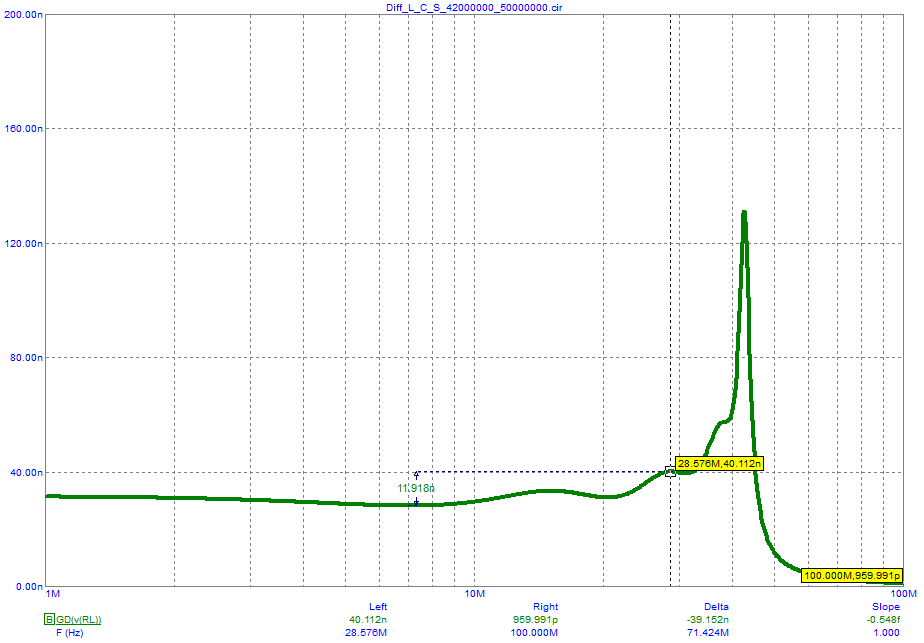 Diff_L_C_S_42000000_50000000.cir
200.00n
160.00n
120.00n
80.00n
28.576M,40.112n
40.00n
11.918n
100.000M,959.991p
0.00n
1M 10M 100M
Left Right Delta Slope
B GD(v(RL)) 40.112n 959.991p -39.152n -0.548f
F (Hz) 28.576M 100.000M 71.424M 1.000